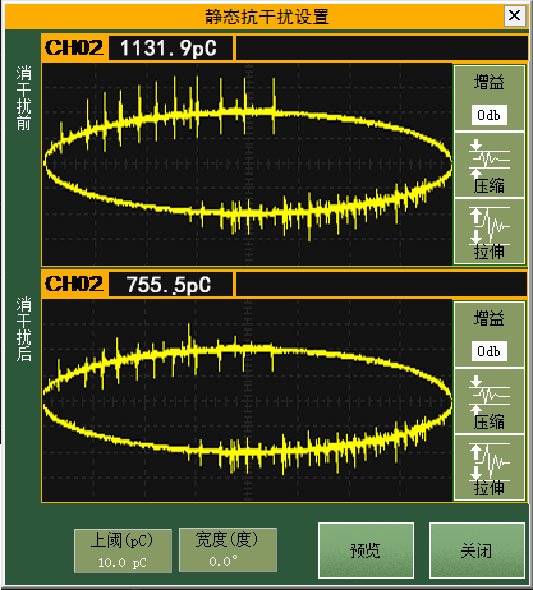 静态抗干扰设置
CH02 1131.9pC
消干扰前
增益
0db
压缩
拉伸
CH02 755.5pC
消干扰后
增益
0db
压缩
拉伸
上阈(pC)
10.0 pC
宽度(度)
0.0°
预览
关闭